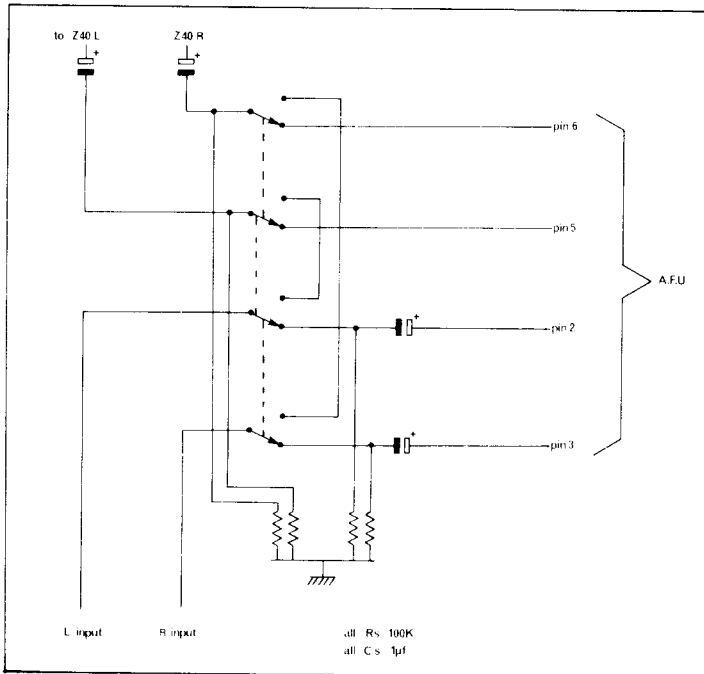 to Z40 L
Z40 R
+
+
pin 6
pin 5
A.F.U
+
pin 2
+
pin 3
L input
R input
all Rs 100K
all Cs 1µf